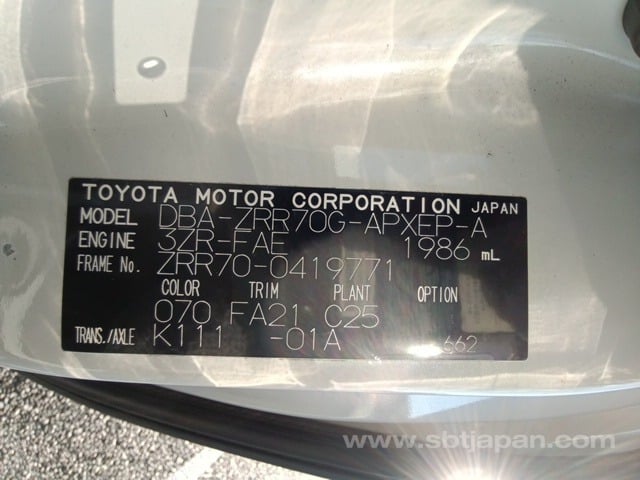 TOYOTA MOTOR CORPORATION JAPAN
MODEL DBA-ZRR70G-APXEP-A
ENGINE 3ZR-FAE 1986 mL
FRAME No. ZRR70-0419771
COLOR TRIM PLANT OPTION
070 FA21 C25
TRANS./AXLE K111 -01A 662
www.sbtjapan.com